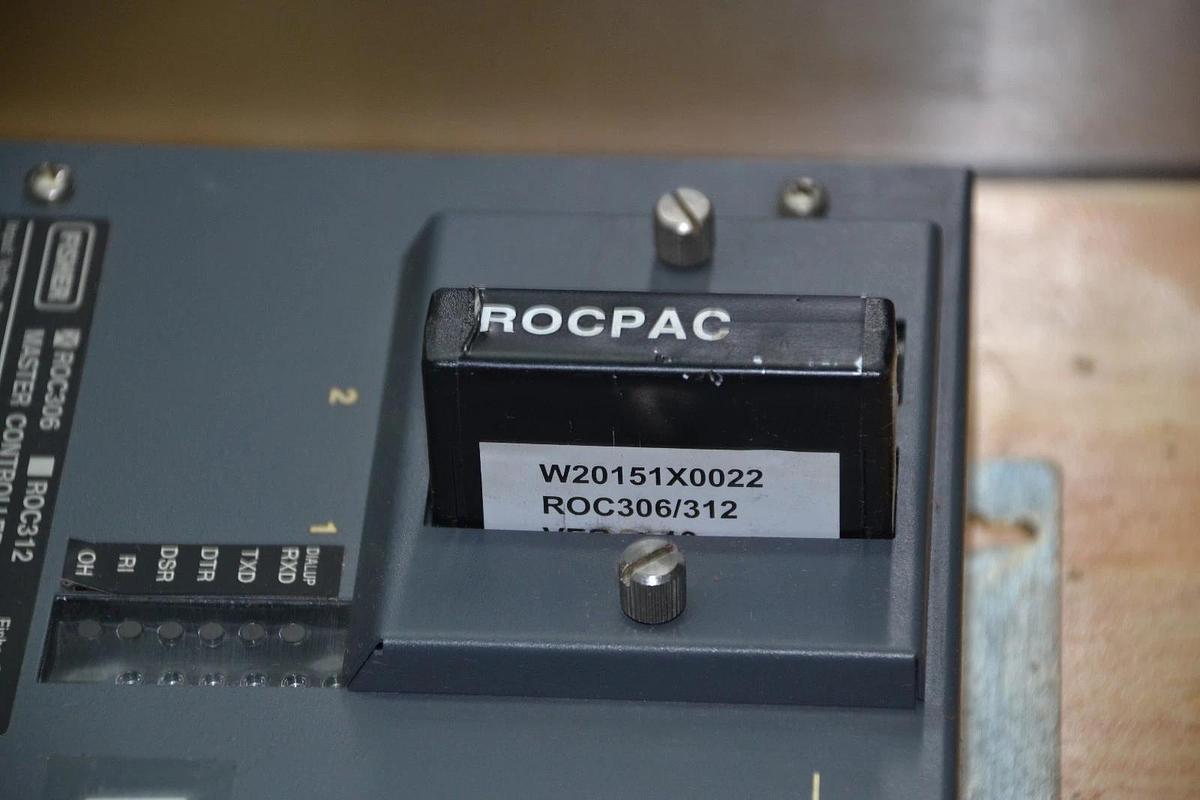 ROCPAC
W20151X0022
ROC306/312
FISHER
ROC306 ROC312
MASTER CONTROLLER
2
1
DIALUP
RXD
TXD
DTR
DSR
RI
OH